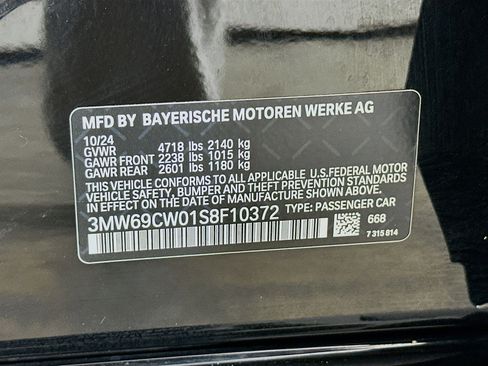 MFD BY BAYERISCHE MOTOREN WERKE AG
10/24
GVWR 4718 lbs 2140 kg
GAWR FRONT 2238 lbs 1015 kg
GAWR REAR 2601 lbs 1180 kg
THIS VEHICLE CONFORMS TO ALL APPLICABLE U.S.FEDERAL MOTOR
VEHICLE SAFETY, BUMPER AND THEFT PREVENTION STANDARDS
IN EFFECT ON THE DATE OF MANUFACTURE SHOWN ABOVE.
3MW69CW01S8F10372 TYPE: PASSENGER CAR
668
7 315 814